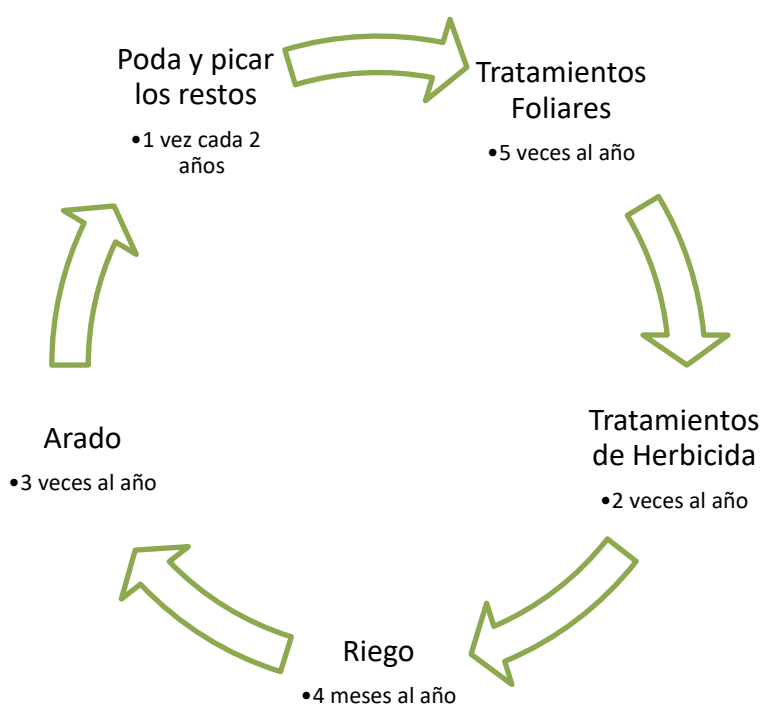 Poda y picar
los restos
•1 vez cada 2
años
Tratamientos
Foliares
•5 veces al año
Tratamientos
de Herbicida
•2 veces al año
Riego
•4 meses al año
Arado
•3 veces al año